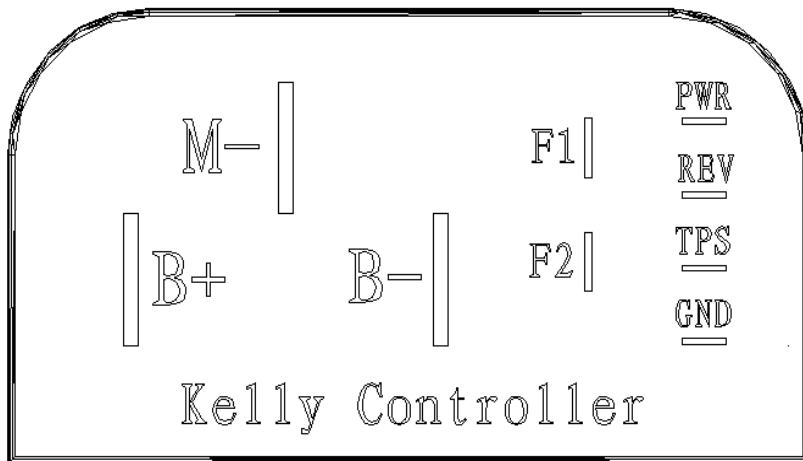 PWR
M-
F1
REV
B+
B-
F2
TPS
GND
Kelly Controller